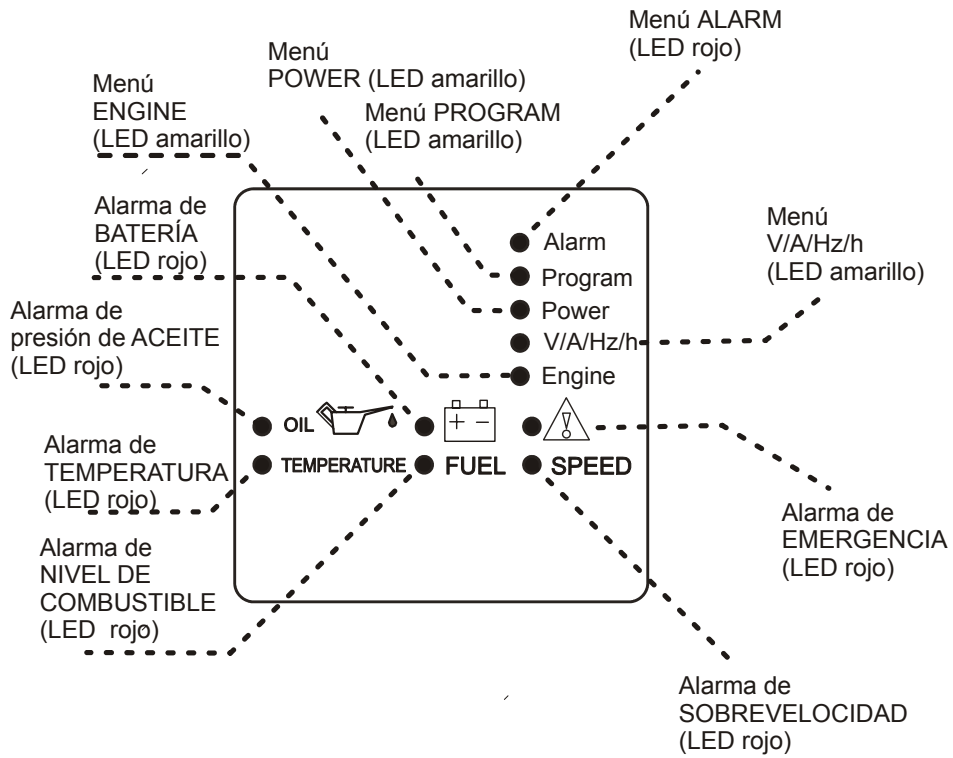 Menú ALARM
(LED rojo)
Menú
POWER (LED amarillo)
Menú
ENGINE
(LED amarillo)
Menú PROGRAM
(LED amarillo)
Alarma de
BATERÍA
(LED rojo)
Menú
V/A/Hz/h
(LED amarillo)
Alarma de
presión de ACEITE
(LED rojo)
Alarm
Program
Power
V/A/Hz/h
Engine
OIL
+ −
TEMPERATURE
FUEL
SPEED
Alarma de
TEMPERATURA
(LED rojo)
Alarma de
NIVEL DE
COMBUSTIBLE
(LED rojo)
Alarma de
EMERGENCIA
(LED rojo)
Alarma de
SOBREVELOCIDAD
(LED rojo)